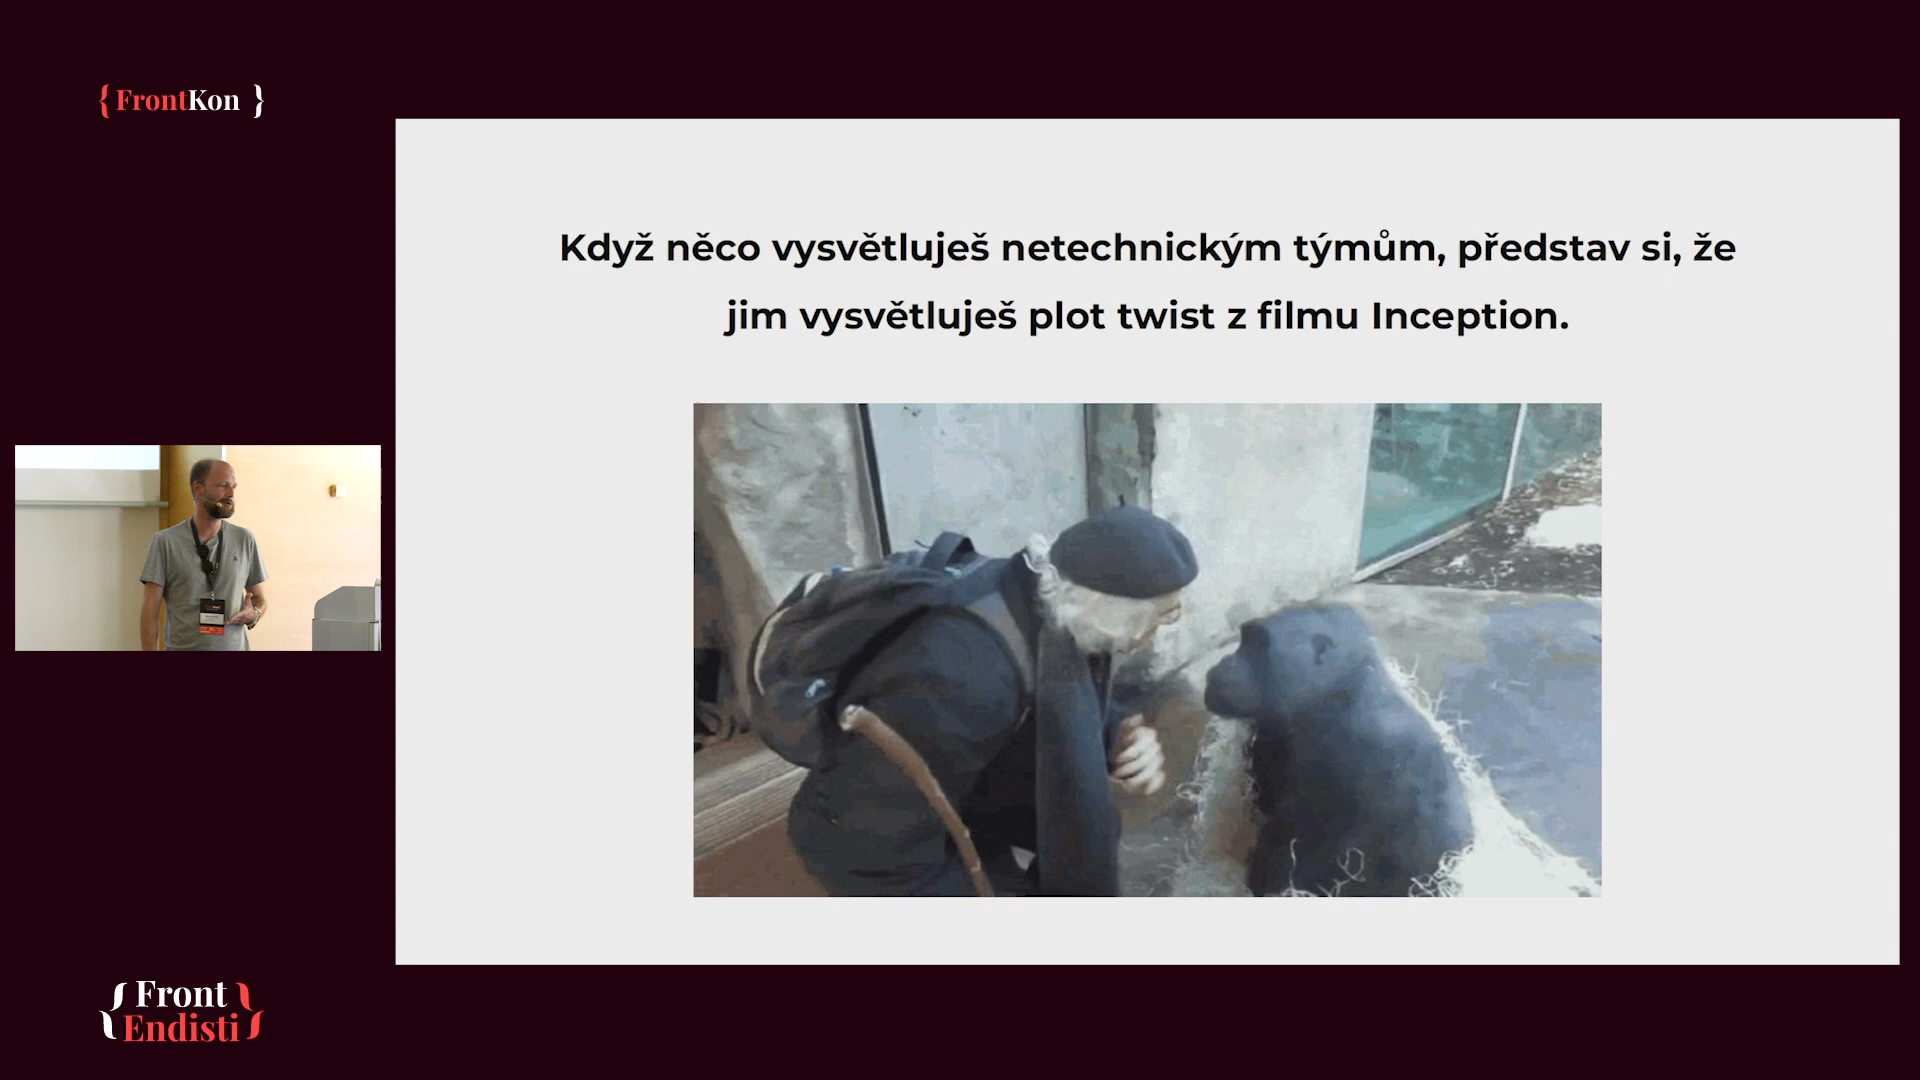 { FrontKon }
Když něco vysvětluješ netechnickým týmům, představ si, že
jim vysvětluješ plot twist z filmu Inception.
{ Front }
{ Endisti }